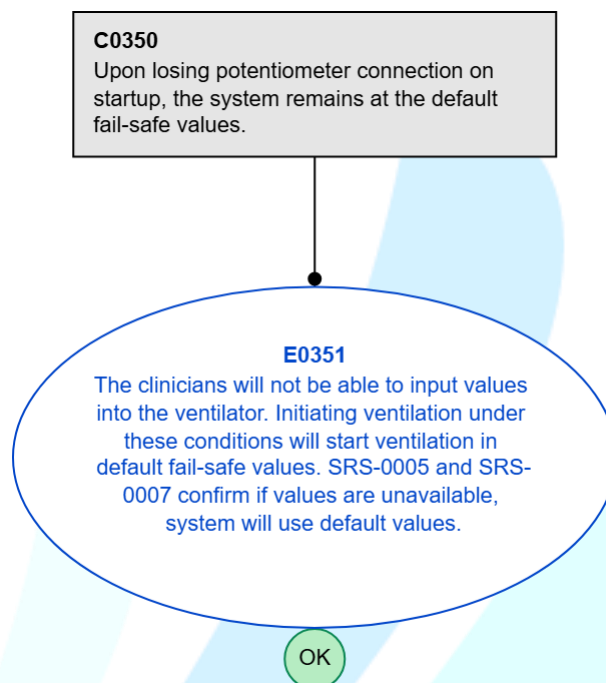 C0350
Upon losing potentiometer connection on
startup, the system remains at the default
fail-safe values.
E0351
The clinicians will not be able to input values
into the ventilator. Initiating ventilation under
these conditions will start ventilation in
default fail-safe values. SRS-0005 and SRS-
0007 confirm if values are unavailable,
system will use default values.
OK